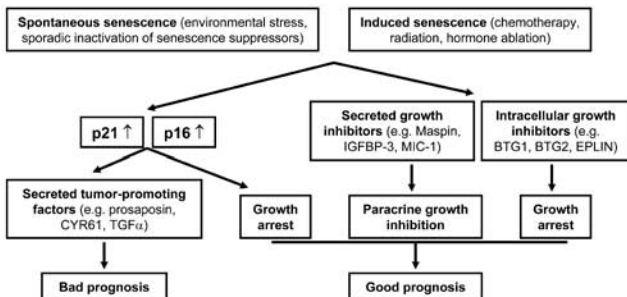 Spontaneous senescence (environmental stress,
sporadic inactivation of senescence suppressors)
Induced senescence (chemotherapy,
radiation, hormone ablation)
p21 ↑
p16 ↑
Secreted growth
inhibitors (e.g. Maspin,
IGFBP-3, MIC-1)
Intracellular growth
inhibitors (e.g.
BTG1, BTG2, EPLIN)
Secreted tumor-promoting
factors (e.g. prosaposin,
CYR61, TGFα)
Growth
arrest
Paracrine growth
inhibition
Growth
arrest
Bad prognosis
Good prognosis